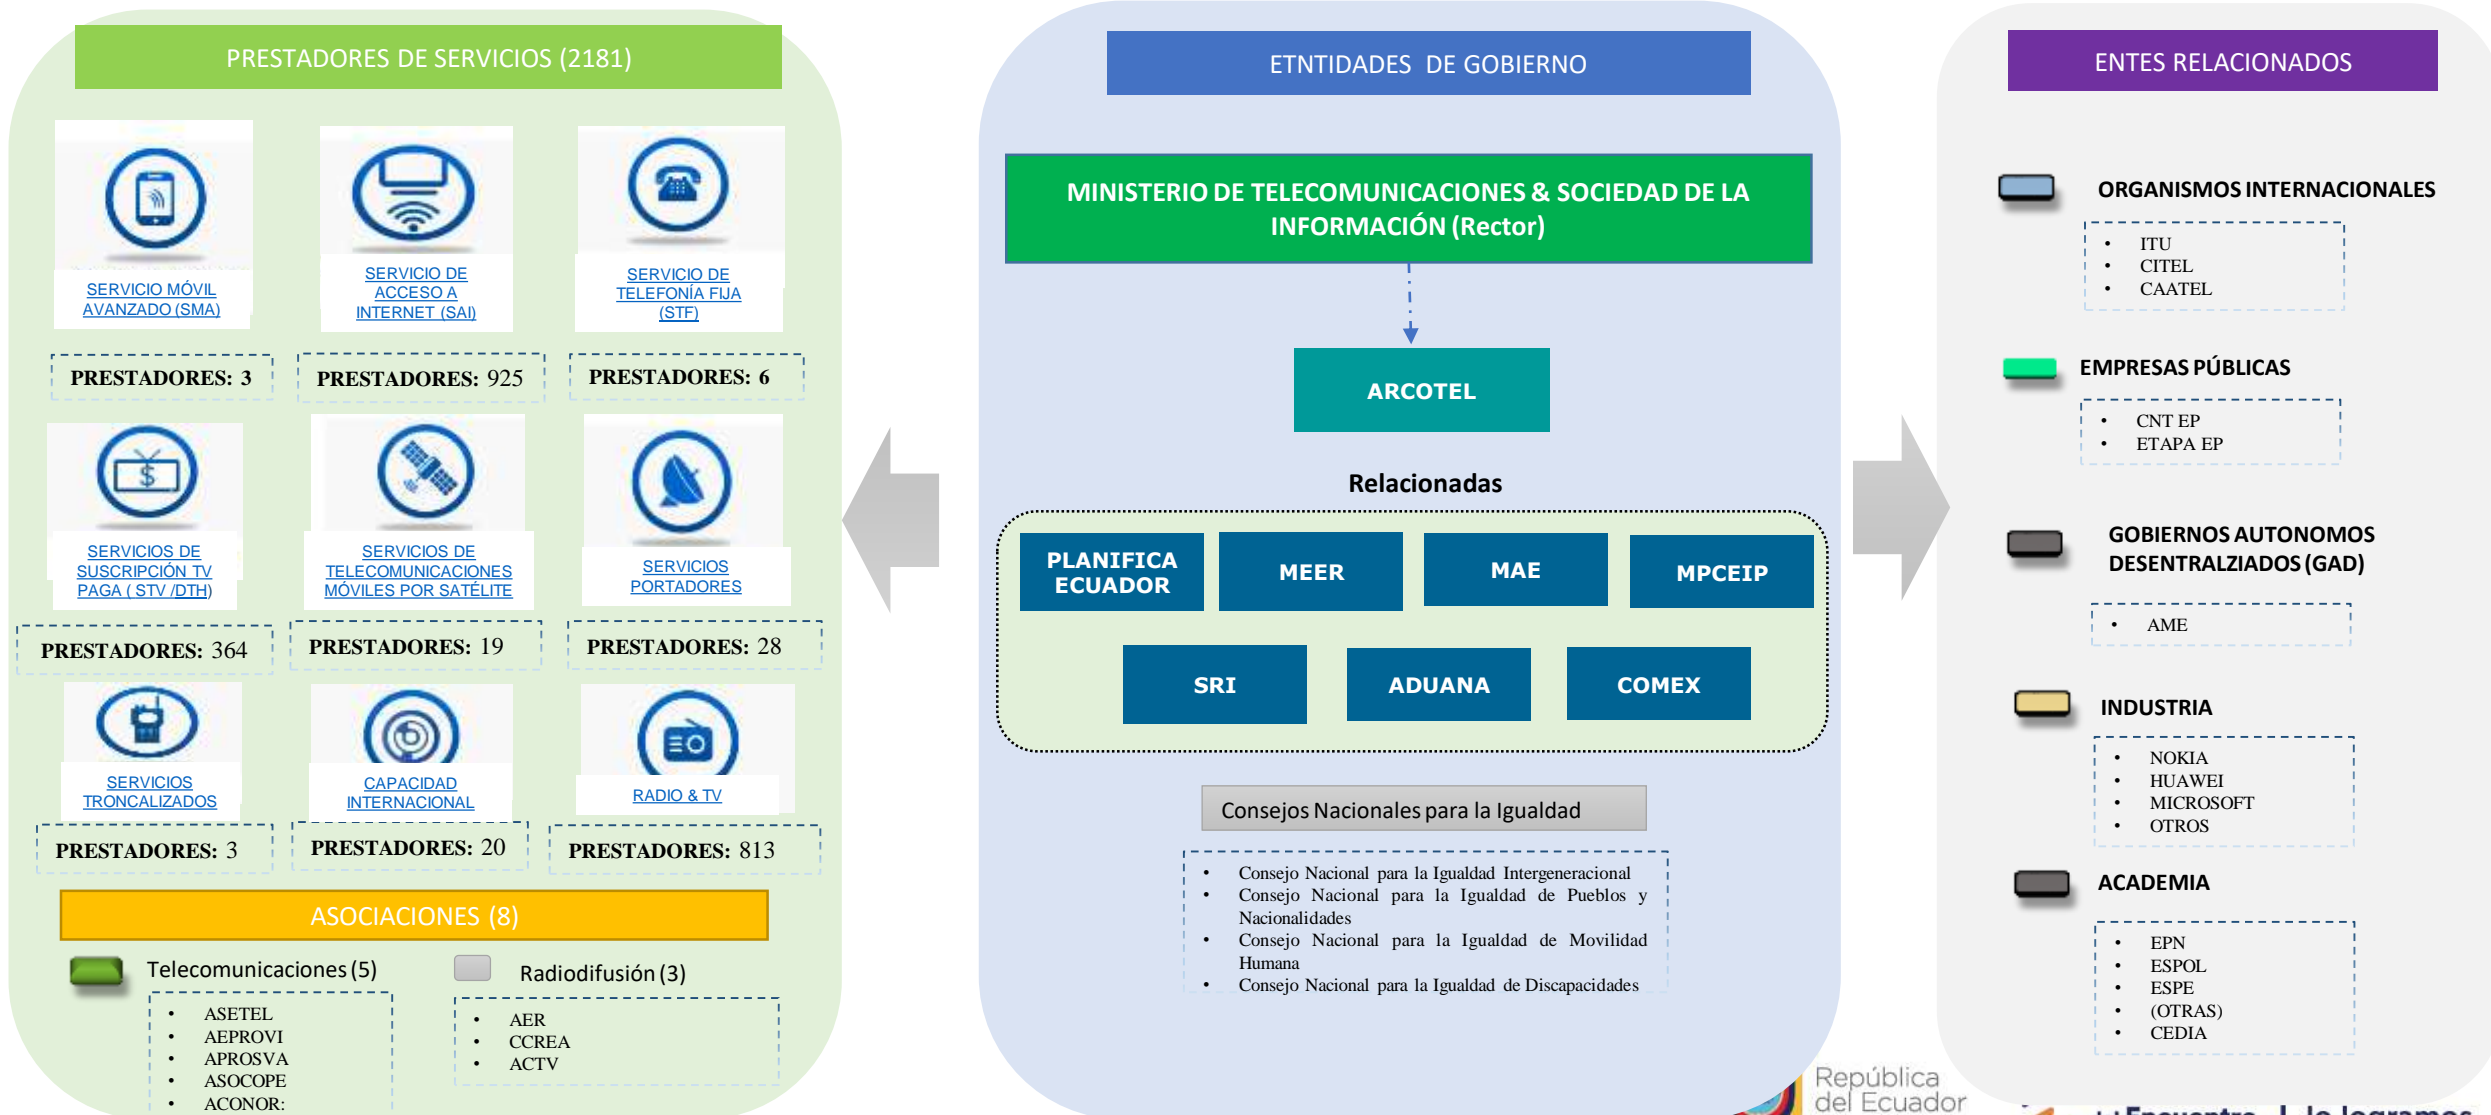 PRESTADORES DE SERVICIOS (2181)
SERVICIO MÓVIL
AVANZADO (SMA)
PRESTADORES: 3
SERVICIO DE
ACCESO A
INTERNET (SAI)
PRESTADORES: 925
SERVICIO DE
TELEFONÍA FIJA
(STF)
PRESTADORES: 6
SERVICIOS DE
SUSCRIPCIÓN TV
PAGA ( STV /DTH)
PRESTADORES: 364
SERVICIOS DE
TELECOMUNICACIONES
MÓVILES POR SATÉLITE
PRESTADORES: 19
SERVICIOS
PORTADORES
PRESTADORES: 28
SERVICIOS
TRONCALIZADOS
PRESTADORES: 3
CAPACIDAD
INTERNACIONAL
PRESTADORES: 20
RADIO & TV
PRESTADORES: 813
ASOCIACIONES (8)
Telecomunicaciones (5)
• ASETEL
• AEPROVI
• APROSVA
• ASOCOPE
• ACONOR:
Radiodifusión (3)
• AER
• CCREA
• ACTV
ETNTIDADES DE GOBIERNO
MINISTERIO DE TELECOMUNICACIONES & SOCIEDAD DE LA
INFORMACIÓN (Rector)
ARCOTEL
Relacionadas
PLANIFICA
ECUADOR
MEER
MAE
MPCEIP
SRI
ADUANA
COMEX
Consejos Nacionales para la Igualdad
• Consejo Nacional para la Igualdad Intergeneracional
• Consejo Nacional para la Igualdad de Pueblos y
Nacionalidades
• Consejo Nacional para la Igualdad de Movilidad
Humana
• Consejo Nacional para la Igualdad de Discapacidades
ENTES RELACIONADOS
ORGANISMOS INTERNACIONALES
• ITU
• CITEL
• CAATEL
EMPRESAS PÚBLICAS
• CNT EP
• ETAPA EP
GOBIERNOS AUTONOMOS
DESENTRALZIADOS (GAD)
• AME
INDUSTRIA
• NOKIA
• HUAWEI
• MICROSOFT
• OTROS
ACADEMIA
• EPN
• ESPOL
• ESPE
• (OTRAS)
• CEDIA
República
del Ecuador
Encuentro lo logramos